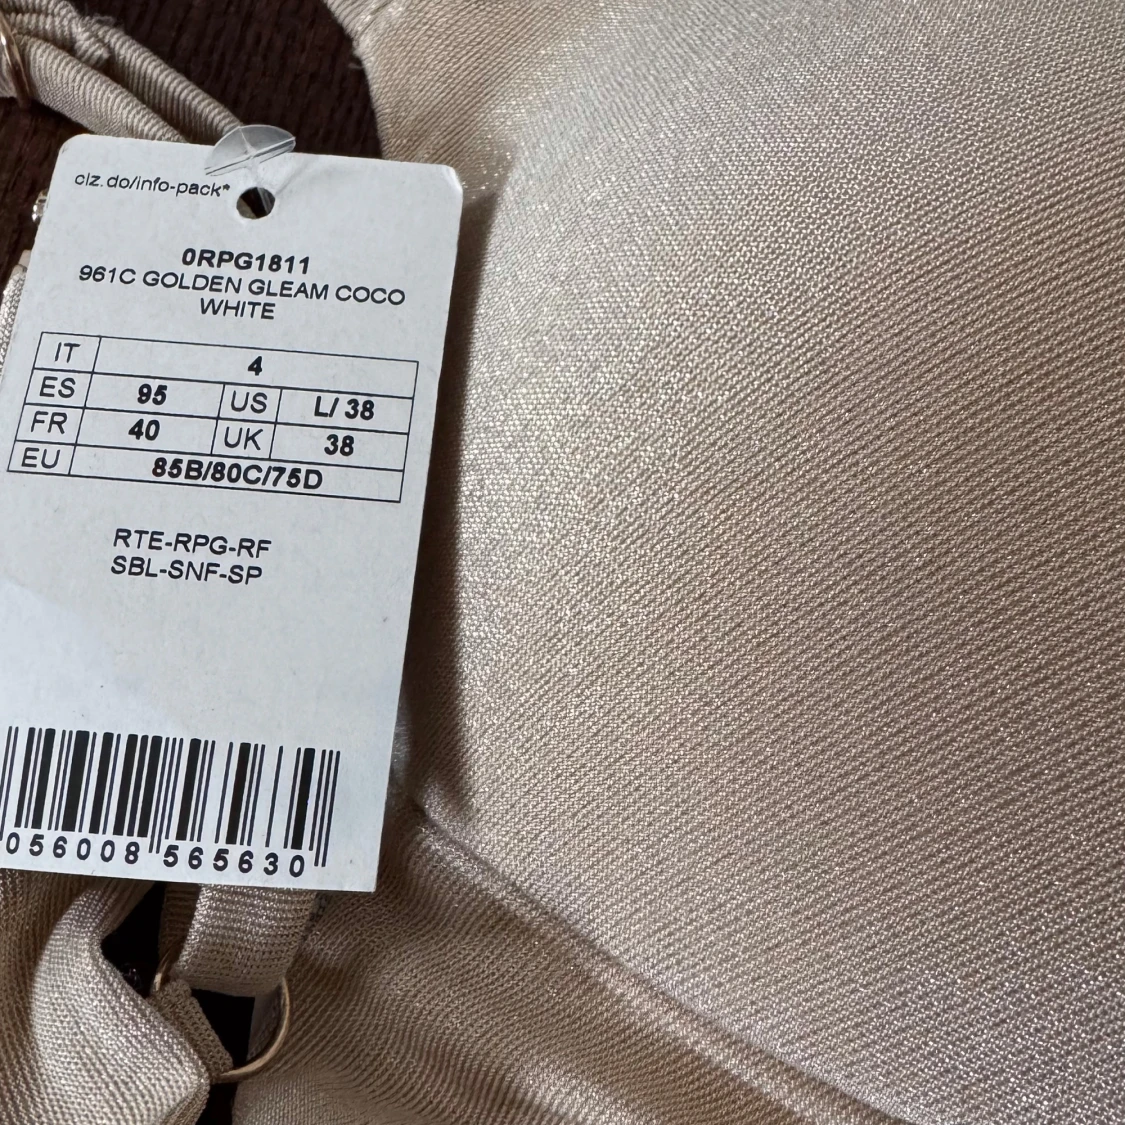 clz.do/info-pack*
0RPG1811
961C GOLDEN GLEAM COCO
WHITE
IT 4
ES 95 US L/ 38
FR 40 UK 38
EU 85B/80C/75D
RTE-RPG-RF
SBL-SNF-SP
056008 565630